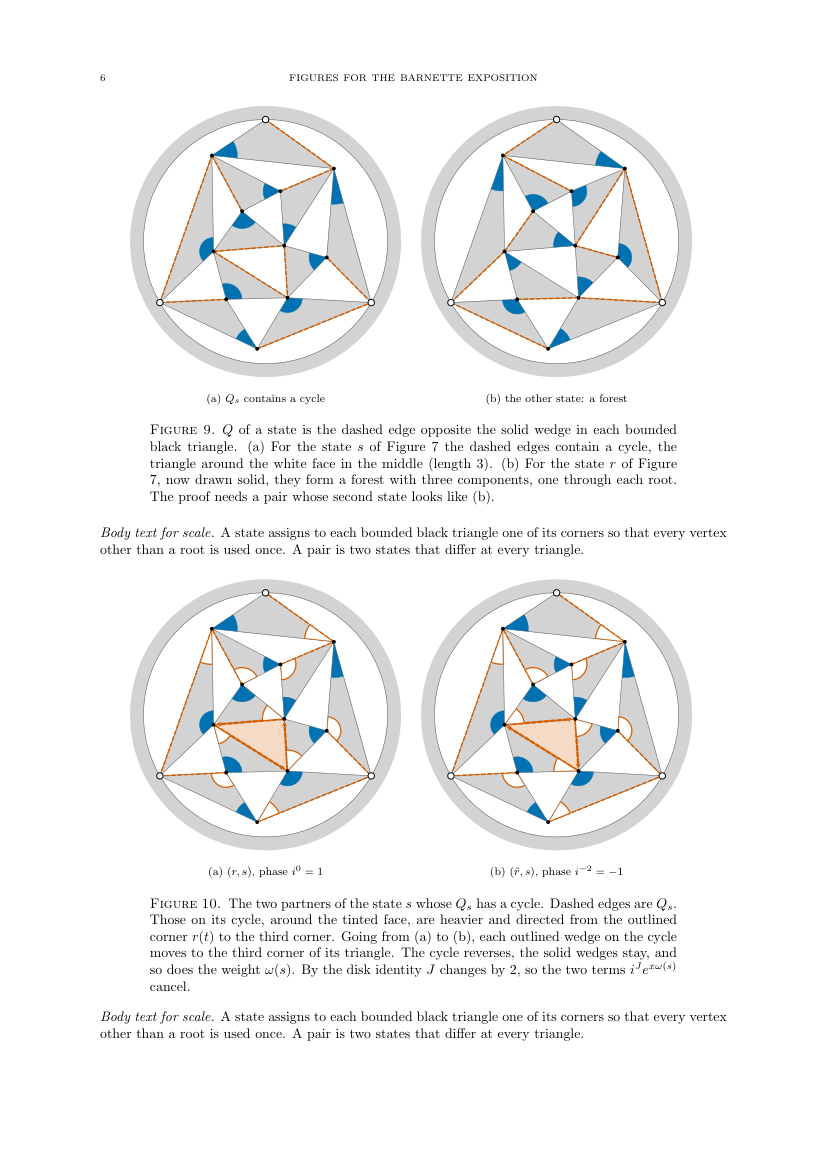 6
FIGURES FOR THE BARNETTE EXPOSITION
(a) Qₛ contains a cycle
(b) the other state: a forest
FIGURE 9. Q of a state is the dashed edge opposite the solid wedge in each bounded
black triangle. (a) For the state s of Figure 7 the dashed edges contain a cycle, the
triangle around the white face in the middle (length 3). (b) For the state r of Figure
7, now drawn solid, they form a forest with three components, one through each root.
The proof needs a pair whose second state looks like (b).
Body text for scale. A state assigns to each bounded black triangle one of its corners so that every vertex
other than a root is used once. A pair is two states that differ at every triangle.
(a) (r, s), phase i⁰ = 1
(b) (r̃, s), phase i⁻² = −1
FIGURE 10. The two partners of the state s whose Qₛ has a cycle. Dashed edges are Qₛ.
Those on its cycle, around the tinted face, are heavier and directed from the outlined
corner r(t) to the third corner. Going from (a) to (b), each outlined wedge on the cycle
moves to the third corner of its triangle. The cycle reverses, the solid wedges stay, and
so does the weight ω(s). By the disk identity J changes by 2, so the two terms i^J e^{xω(s)}
cancel.
Body text for scale. A state assigns to each bounded black triangle one of its corners so that every vertex
other than a root is used once. A pair is two states that differ at every triangle.